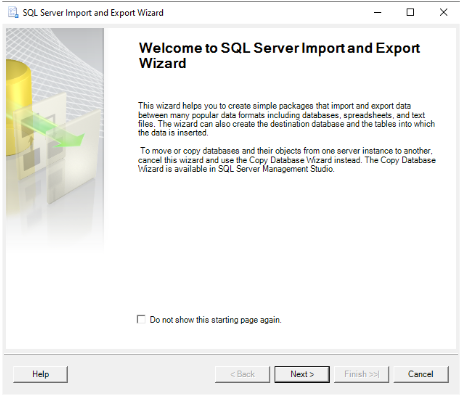 SQL Server Import and Export Wizard
Welcome to SQL Server Import and Export
Wizard
This wizard helps you to create simple packages that import and export data
between many popular data formats including databases, spreadsheets, and text
files. The wizard can also create the destination database and the tables into which
the data is inserted.
To move or copy databases and their objects from one server instance to another,
cancel this wizard and use the Copy Database Wizard instead. The Copy Database
Wizard is available in SQL Server Management Studio.
Do not show this starting page again.
Help
< Back
Next >
Finish >>|
Cancel